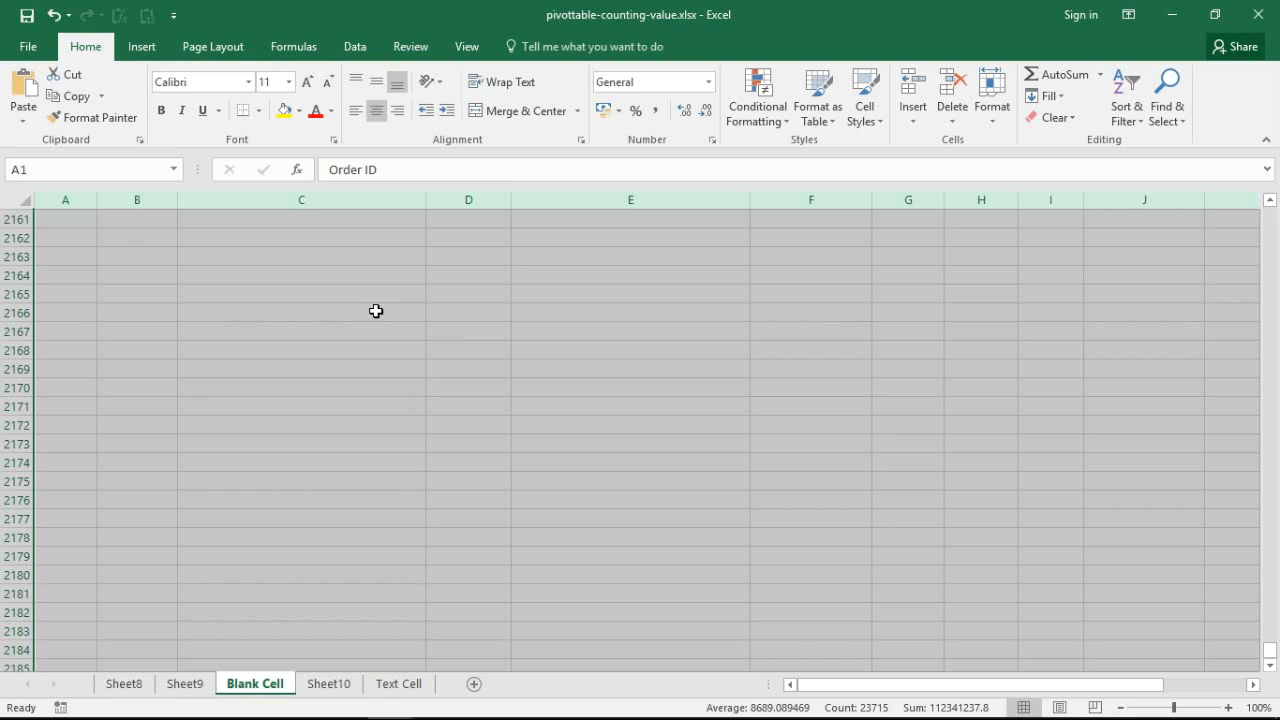 pivottable-counting-value.xlsx - Excel
Sign in
File Home Insert Page Layout Formulas Data Review View Tell me what you want to do Share
Paste
Cut
Copy
Format Painter
Clipboard
Calibri 11
B I U A
Font
Wrap Text
Merge & Center
Alignment
General
% ,
Number
Conditional Formatting
Format as Table
Cell Styles
Styles
Insert Delete Format
Cells
AutoSum
Fill
Clear
Sort & Filter
Find & Select
Editing
A1 fx Order ID
A B C D E F G H I J
2161
2162
2163
2164
2165
2166
2167
2168
2169
2170
2171
2172
2173
2174
2175
2176
2177
2178
2179
2180
2181
2182
2183
2184
2185
Sheet8 Sheet9 Blank Cell Sheet10 Text Cell
Ready Average: 8689.089469 Count: 23715 Sum: 112341237.8 100%